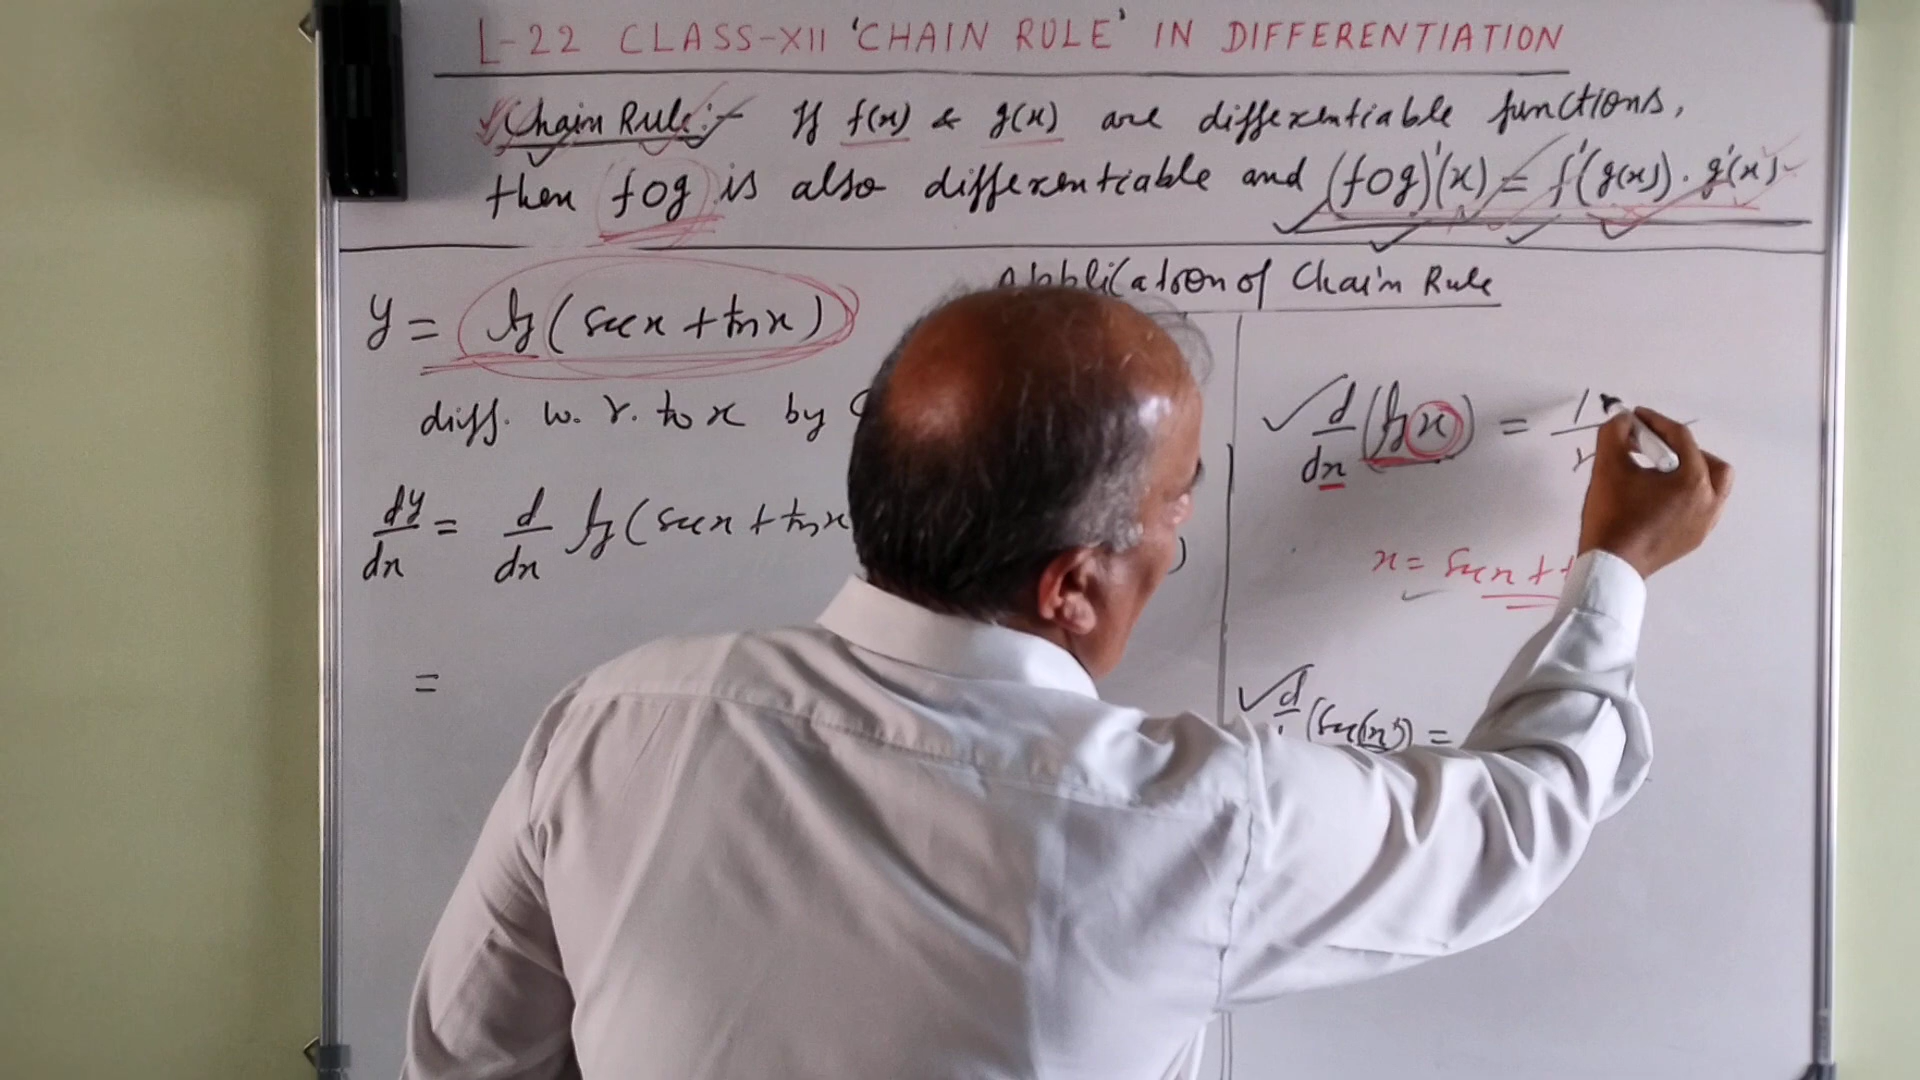 L-22 CLASS-XII 'CHAIN RULE' IN DIFFERENTIATION
Chain Rule:- If f(x) & g(x) are differentiable functions,
then fog is also differentiable and (fog)'(x) = f'(g(x)). g'(x)
Application of Chain Rule
y = log(secx + tanx)
diff. w. r. to x by
dy/dx = d/dx log(secx + tanx
=
d/dx (log x) = 1/x
x = secx + t
d (sec(x)) =